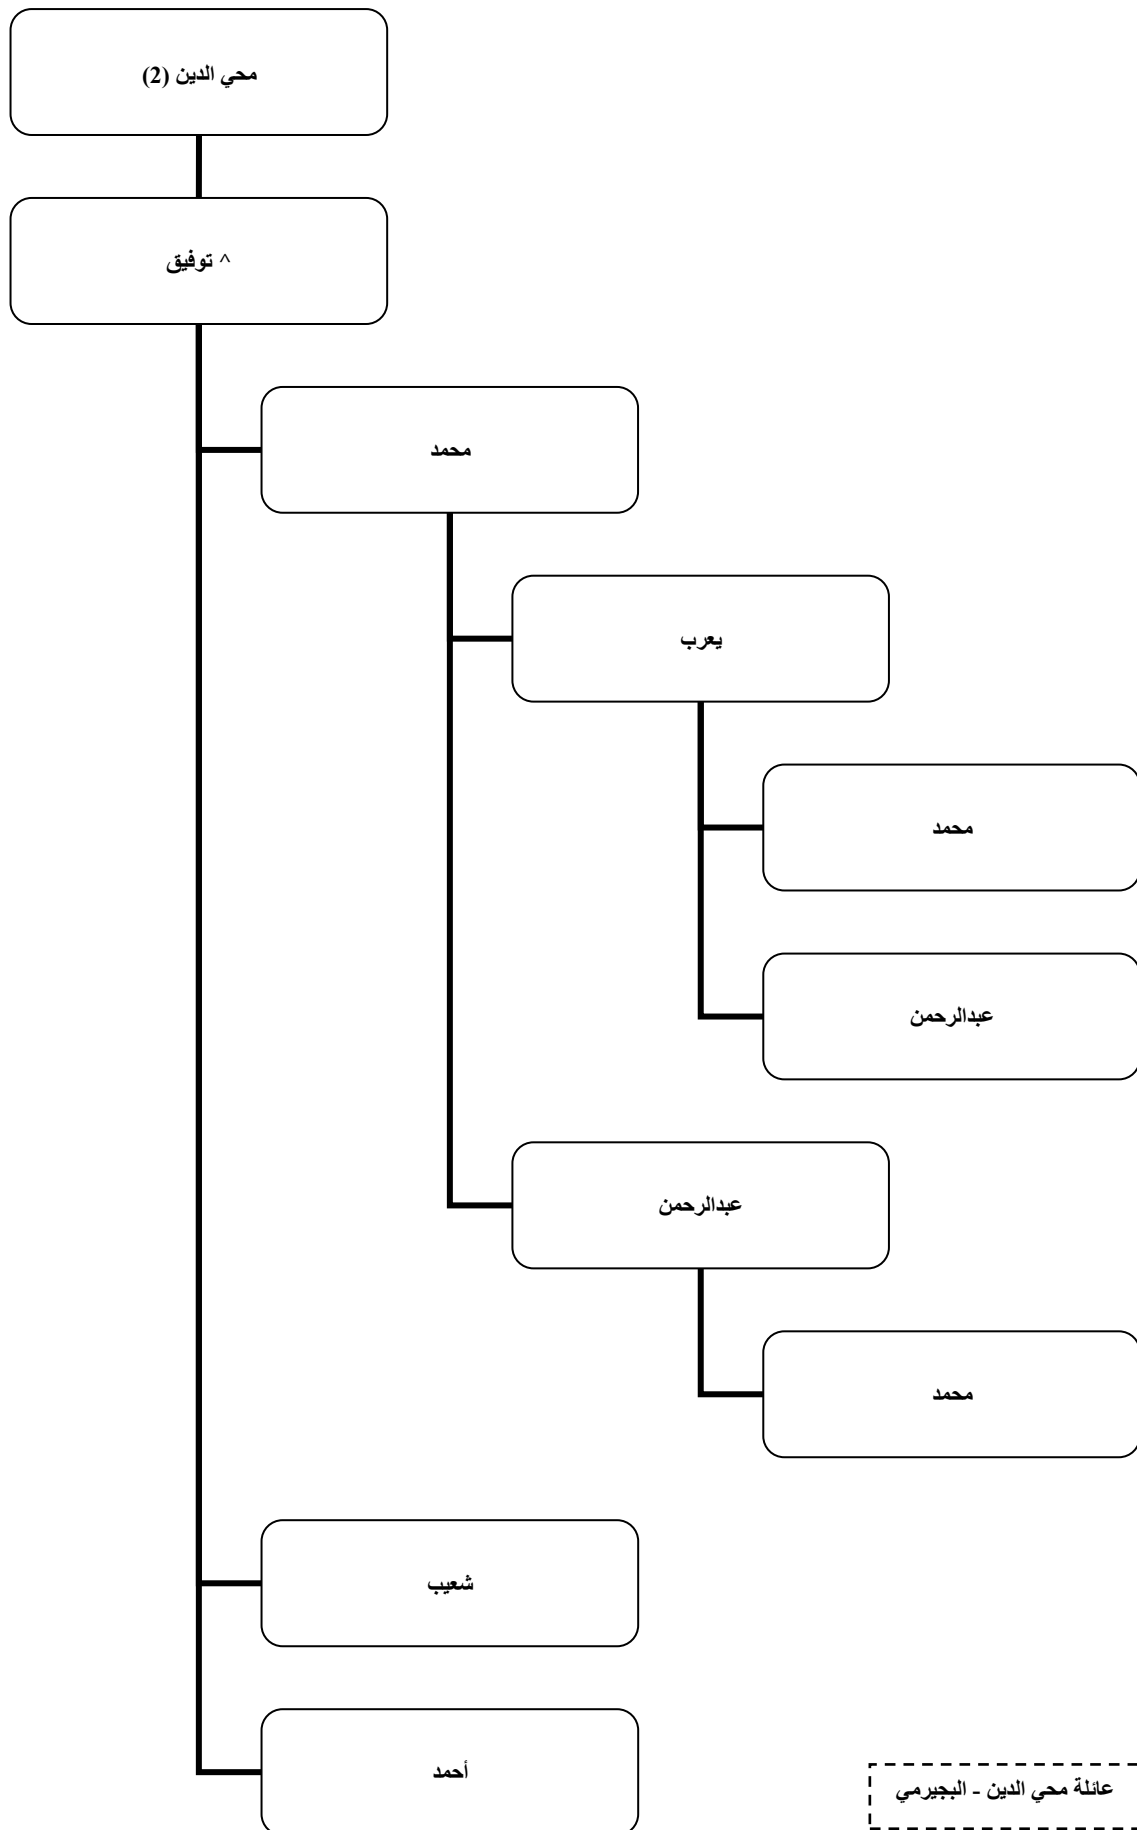 محي الدين (2)
^ توفيق
محمد
يعرب
محمد
عبدالرحمن
عبدالرحمن
محمد
شعيب
أحمد
عائلة محي الدين - البجيرمي